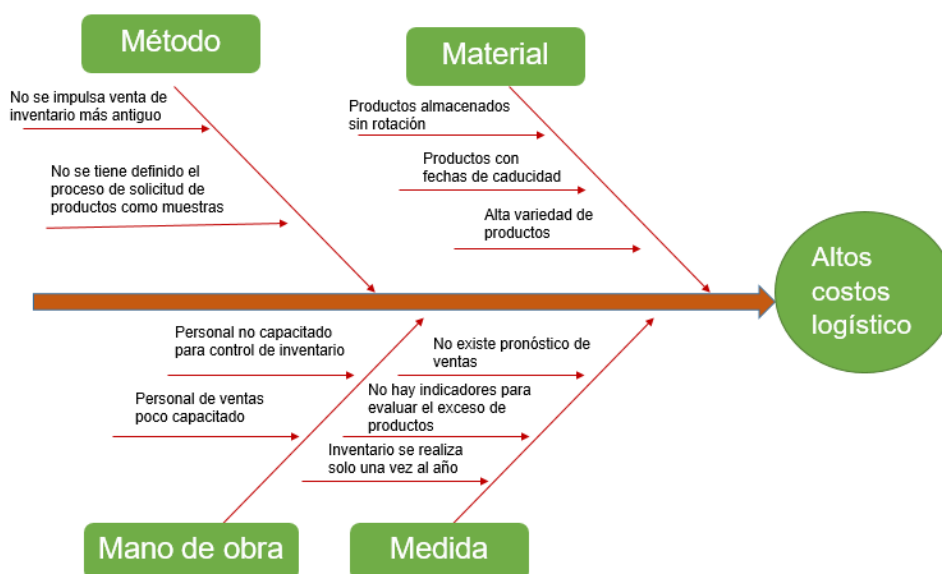 Método
Material
No se impulsa venta de
inventario más antiguo
No se tiene definido el
proceso de solicitud de
productos como muestras
Productos almacenados
sin rotación
Productos con
fechas de caducidad
Alta variedad de
productos
Altos
costos
logístico
Personal no capacitado
para control de inventario
Personal de ventas
poco capacitado
No existe pronóstico de
ventas
No hay indicadores para
evaluar el exceso de
productos
Inventario se realiza
solo una vez al año
Mano de obra
Medida